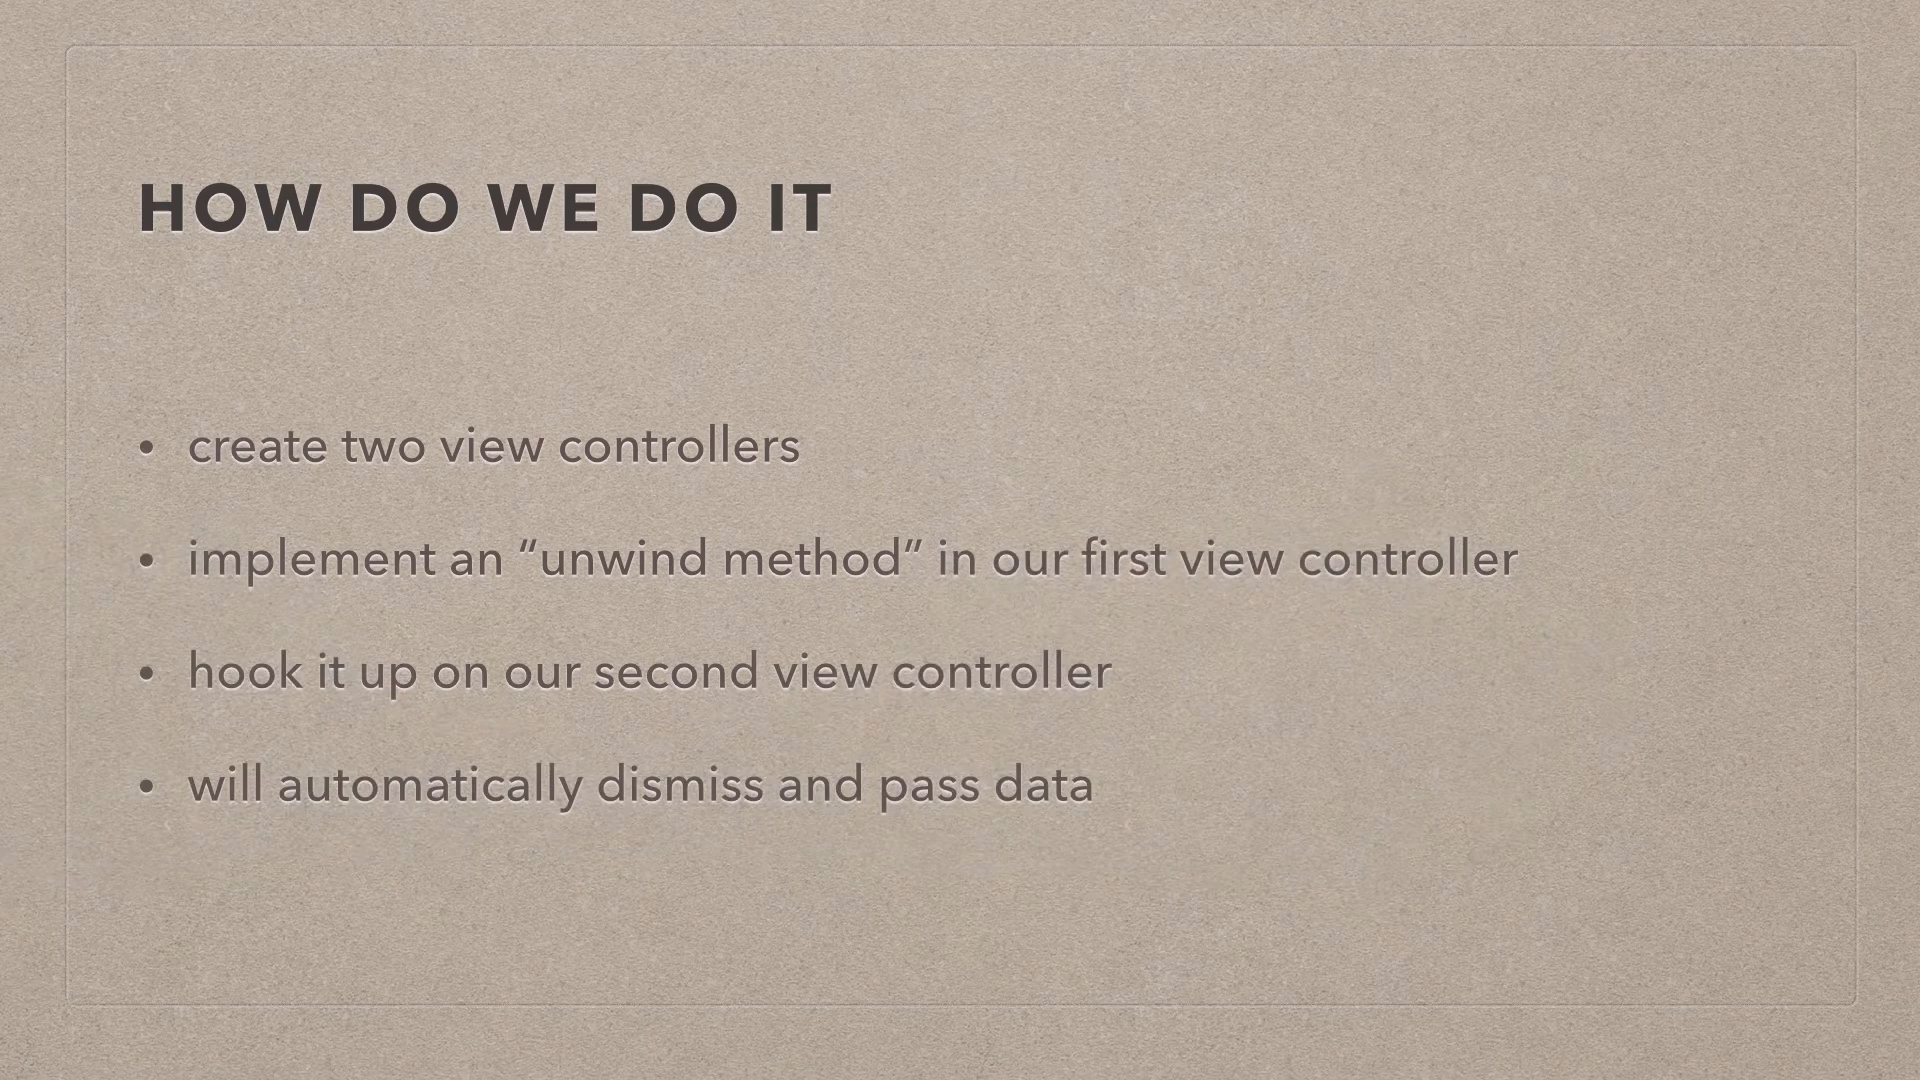 HOW DO WE DO IT
• create two view controllers
• implement an “unwind method” in our first view controller
• hook it up on our second view controller
• will automatically dismiss and pass data